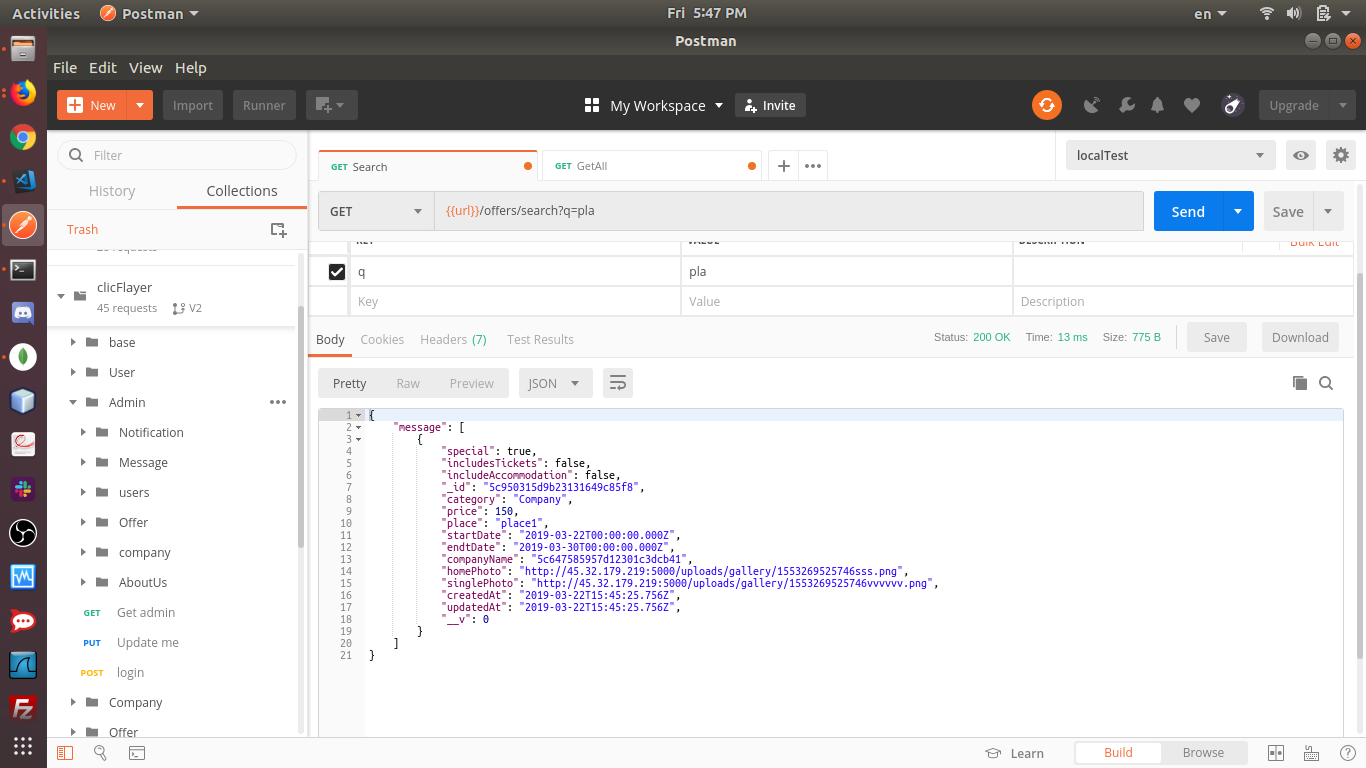 Activities Postman Fri 5:47 PM en
Postman
File Edit View Help
New Import Runner My Workspace Invite Upgrade
Filter
History Collections
Trash
clicFlayer
45 requests V2
base
User
Admin
Notification
Message
users
Offer
company
AboutUs
GET Get admin
PUT Update me
POST login
Company
Offer
GET Search GET GetAll + ••• localTest
GET {{url}}/offers/search?q=pla Send Save
KEY VALUE DESCRIPTION Bulk Edit
q pla
Key Value Description
Body Cookies Headers (7) Test Results Status: 200 OK Time: 13 ms Size: 775 B Save Download
Pretty Raw Preview JSON
1 {
2 "message": [
3 {
4 "special": true,
5 "includesTickets": false,
6 "includeAccommodation": false,
7 "_id": "5c950315d9b23131649c85f8",
8 "category": "Company",
9 "price": 150,
10 "place": "place1",
11 "startDate": "2019-03-22T00:00:00.000Z",
12 "endtDate": "2019-03-30T00:00:00.000Z",
13 "companyName": "5c647585957d12301c3dcb41",
14 "homePhoto": "http://45.32.179.219:5000/uploads/gallery/1553269525746sss.png",
15 "singlePhoto": "http://45.32.179.219:5000/uploads/gallery/1553269525746vvvvvv.png",
16 "createdAt": "2019-03-22T15:45:25.756Z",
17 "updatedAt": "2019-03-22T15:45:25.756Z",
18 "__v": 0
19 }
20 ]
21 }
Learn Build Browse